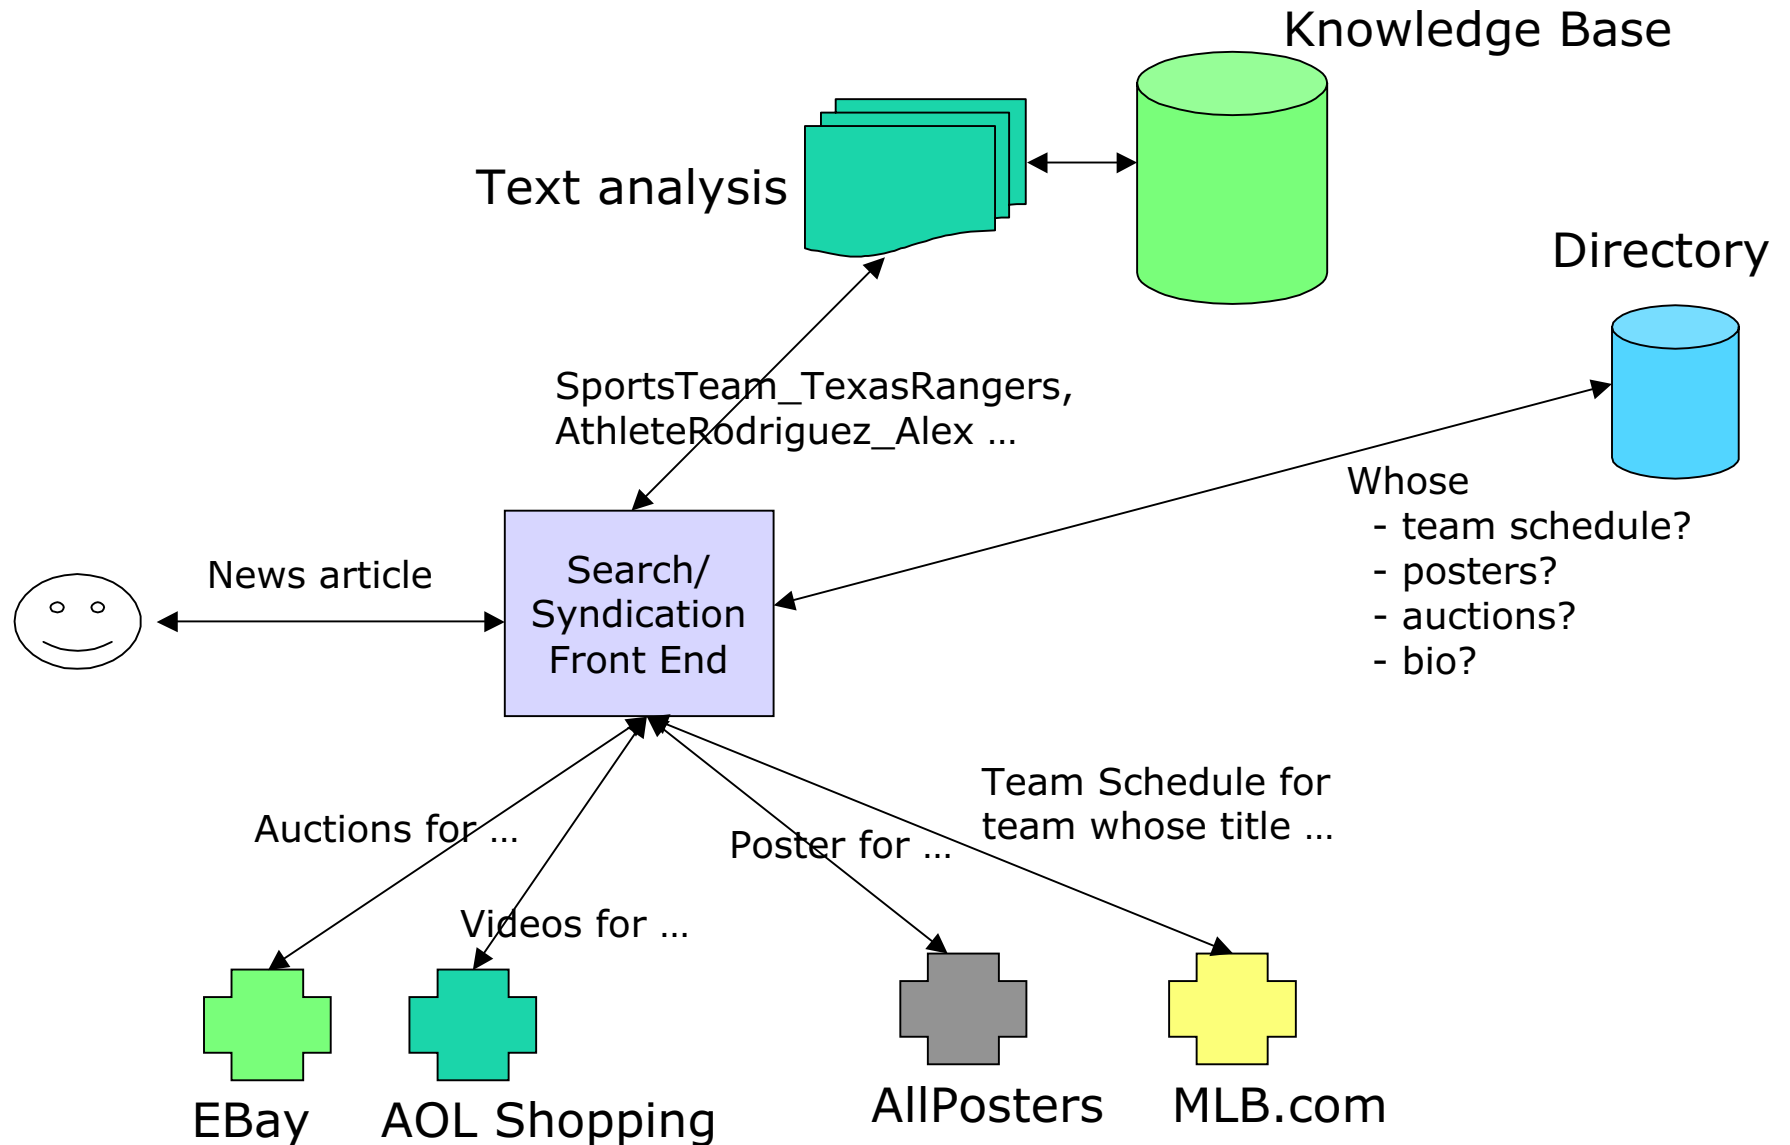 Knowledge Base
Text analysis
Directory
SportsTeam_TexasRangers,
AthleteRodriguez_Alex ...
Whose
- team schedule?
- posters?
- auctions?
- bio?
News article
Search/
Syndication
Front End
Team Schedule for
team whose title ...
Auctions for ...
Poster for ...
Videos for ...
EBay
AOL Shopping
AllPosters
MLB.com